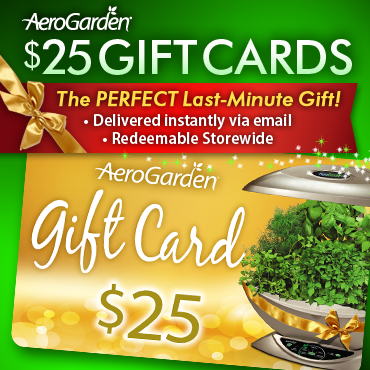 AeroGarden
$25 GIFT CARDS
The PERFECT Last-Minute Gift!
• Delivered instantly via email
• Redeemable Storewide
AeroGarden
Gift Card
$25